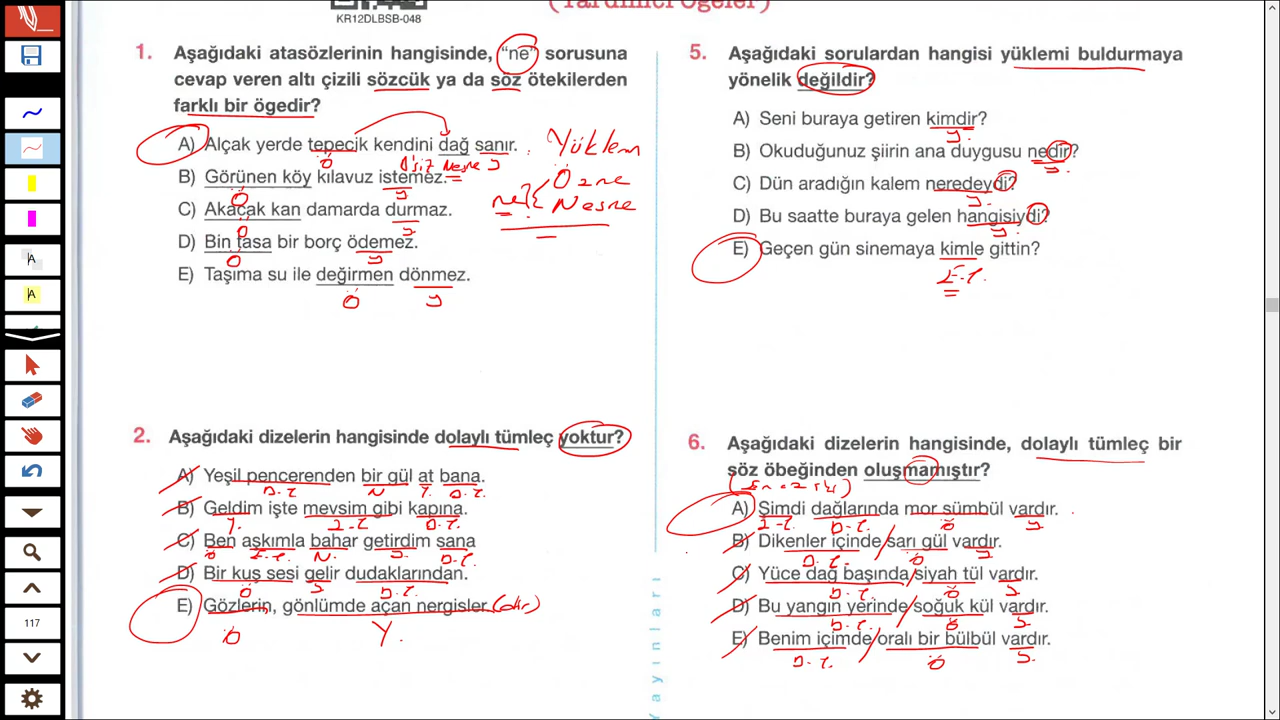 (Yardımcı Ögeler)
KR12DLBSB-048
1. Aşağıdaki atasözlerinin hangisinde, "ne" sorusuna
cevap veren altı çizili sözcük ya da söz ötekilerden
farklı bir ögedir?
A) Alçak yerde tepecik kendini dağ sanır.
Ö B'siz Nesne y
B) Görünen köy kılavuz istemez.
Ö y
C) Akacak kan damarda durmaz.
Ö y
D) Bin tasa bir borç ödemez.
Ö y
E) Taşıma su ile değirmen dönmez.
Ö y
Yüklem
ne? Özne
Nesne
2. Aşağıdaki dizelerin hangisinde dolaylı tümleç yoktur?
A) Yeşil pencerenden bir gül at bana.
D.T. N Y. D.T.
B) Geldim işte mevsim gibi kapına.
Y. Z.T D.T.
C) Ben aşkımla bahar getirdim sana
Ö E.T. N. y. D.T.
D) Bir kuş sesi gelir dudaklarından.
Ö y D.T.
E) Gözlerin, gönlümde açan nergisler (dir)
Ö Y.
5. Aşağıdaki sorulardan hangisi yüklemi buldurmaya
yönelik değildir?
A) Seni buraya getiren kimdir?
y.
B) Okuduğunuz şiirin ana duygusu nedir?
y.
C) Dün aradığın kalem neredeydi?
y.
D) Bu saatte buraya gelen hangisiydi?
y.
E) Geçen gün sinemaya kimle gittin?
E.T.
6. Aşağıdaki dizelerin hangisinde, dolaylı tümleç bir
söz öbeğinden oluşmamıştır?
A) Şimdi dağlarında mor sümbül vardır.
Z.T D.T. Ö y
B) Dikenler içinde sarı gül vardır.
D.T. Ö y
C) Yüce dağ başında siyah tül vardır.
D.T. Ö y
D) Bu yangın yerinde soğuk kül vardır.
D.T. Ö y
E) Benim içimde oralı bir bülbül vardır.
D.T. Ö y.
Yayınları
A
A
117